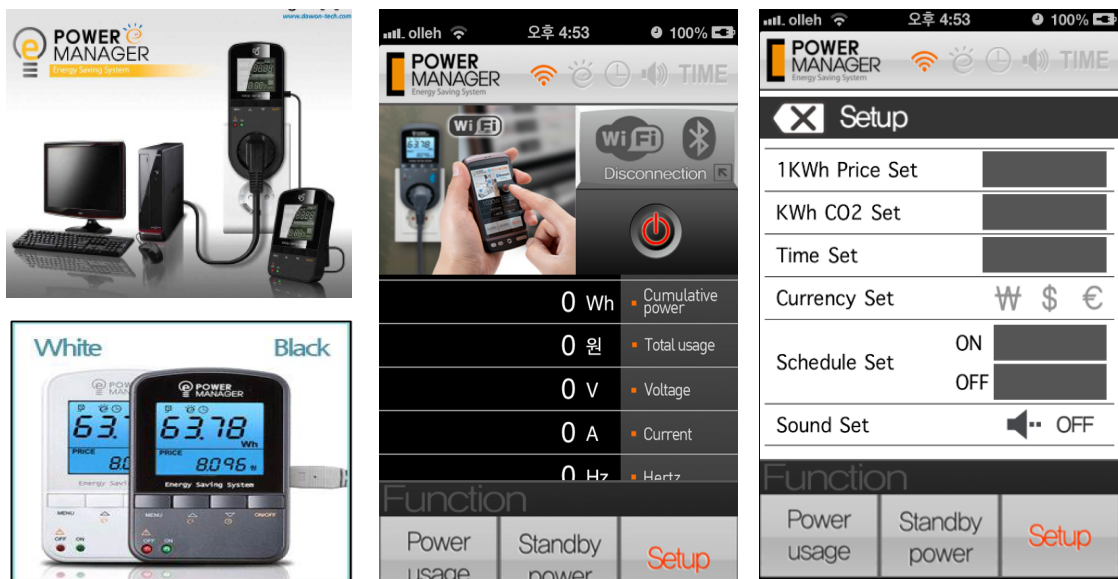 www.dawon-tech.com
POWER
MANAGER
Energy Saving System
White
Black
POWER
MANAGER
63.78
Wh
PRICE
8.096
Energy Saving System
MENU
ON/OFF
OFF ON
olleh
오후 4:53
100%
POWER
MANAGER
Energy Saving System
TIME
WiFi
WiFi
Disconnection
0 Wh
Cumulative
power
0 원
Total usage
0 V
Voltage
0 A
Current
0 Hz
Hertz
Function
Power
usage
Standby
power
Setup
olleh
오후 4:53
100%
POWER
MANAGER
Energy Saving System
TIME
Setup
1KWh Price Set
KWh CO2 Set
Time Set
Currency Set
₩ $ €
Schedule Set
ON
OFF
Sound Set
OFF
Function
Power
usage
Standby
power
Setup